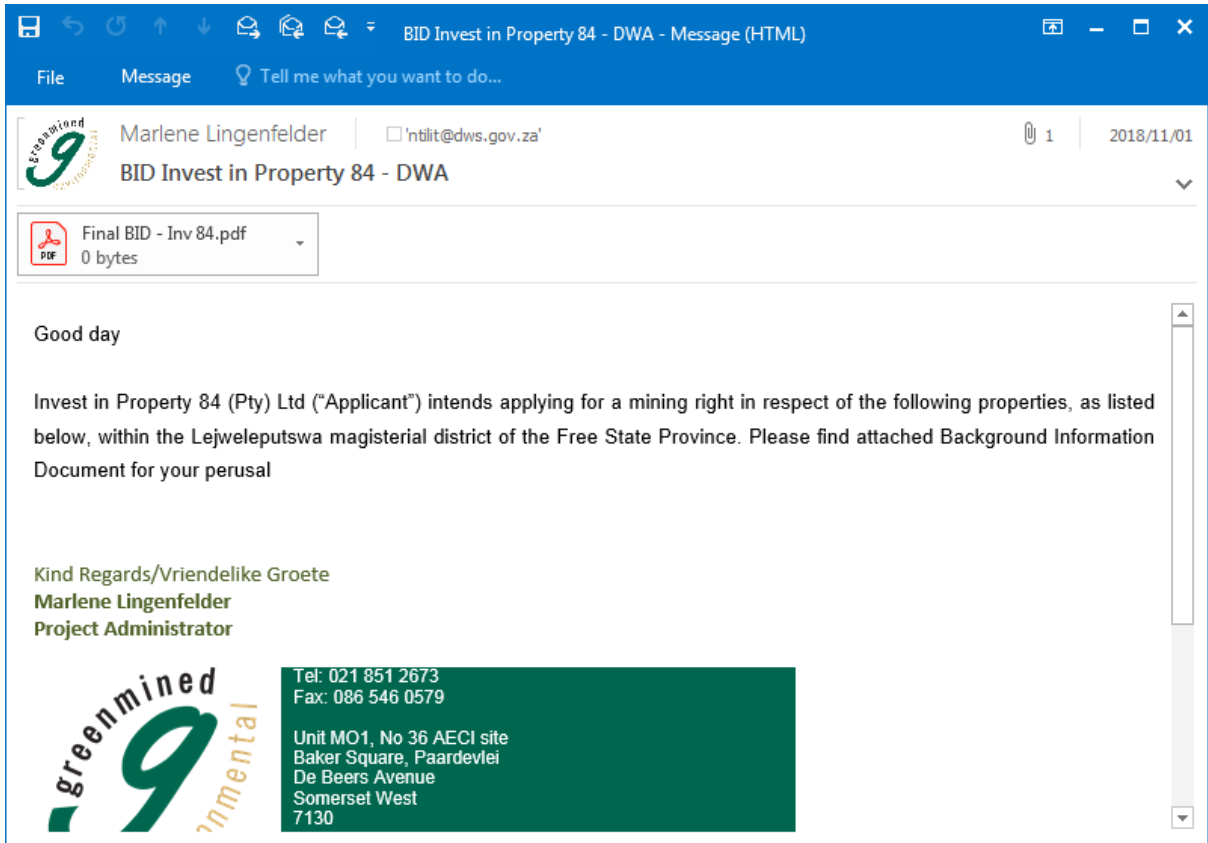 BID Invest in Property 84 - DWA - Message (HTML)
File Message Tell me what you want to do...
greenmined
Marlene Lingenfelder 'ntilit@dws.gov.za' 1 2018/11/01
BID Invest in Property 84 - DWA
Final BID - Inv 84.pdf
PDF
0 bytes
Good day
Invest in Property 84 (Pty) Ltd (“Applicant”) intends applying for a mining right in respect of the following properties, as listed
below, within the Lejweleputswa magisterial district of the Free State Province. Please find attached Background Information
Document for your perusal
Kind Regards/Vriendelike Groete
Marlene Lingenfelder
Project Administrator
greenmined
onmental
Tel: 021 851 2673
Fax: 086 546 0579
Unit MO1, No 36 AECI site
Baker Square, Paardevlei
De Beers Avenue
Somerset West
7130